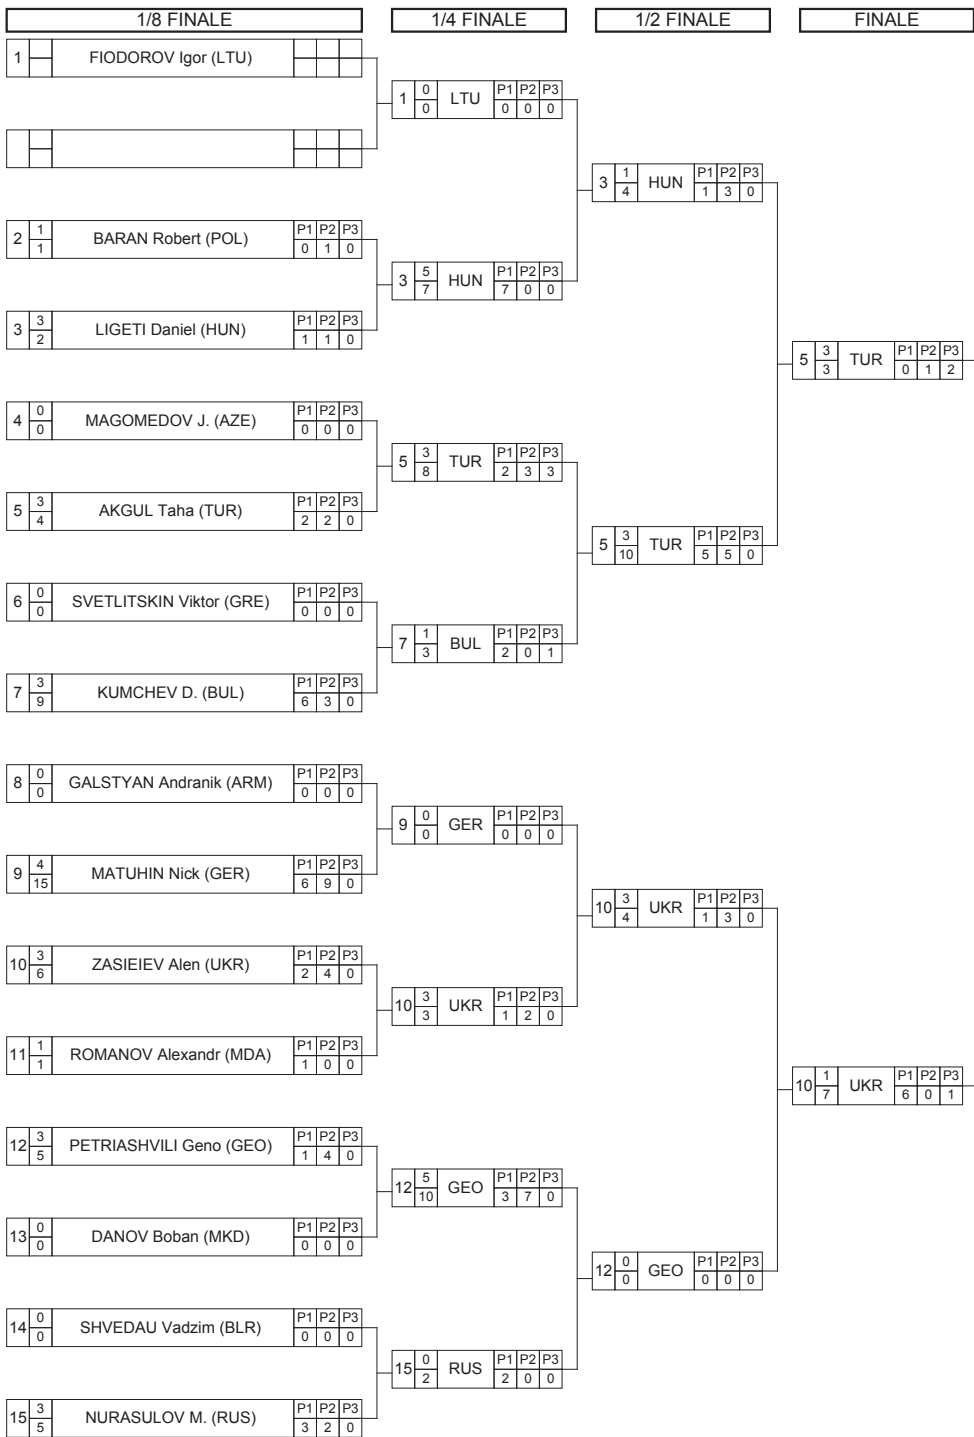 1/8 FINALE 1/4 FINALE 1/2 FINALE FINALE
1 FIODOROV Igor (LTU)
1 0 0 LTU P1 P2 P3 0 0 0
3 1 4 HUN P1 P2 P3 1 3 0
2 1 1 BARAN Robert (POL) P1 P2 P3 0 1 0
3 5 7 HUN P1 P2 P3 7 0 0
3 3 2 LIGETI Daniel (HUN) P1 P2 P3 1 1 0
5 3 3 TUR P1 P2 P3 0 1 2
4 0 0 MAGOMEDOV J. (AZE) P1 P2 P3 0 0 0
5 3 8 TUR P1 P2 P3 2 3 3
5 3 4 AKGUL Taha (TUR) P1 P2 P3 2 2 0
5 3 10 TUR P1 P2 P3 5 5 0
6 0 0 SVETLITSKIN Viktor (GRE) P1 P2 P3 0 0 0
7 1 3 BUL P1 P2 P3 2 0 1
7 3 9 KUMCHEV D. (BUL) P1 P2 P3 6 3 0
8 0 0 GALSTYAN Andranik (ARM) P1 P2 P3 0 0 0
9 0 0 GER P1 P2 P3 0 0 0
9 4 15 MATUHIN Nick (GER) P1 P2 P3 6 9 0
10 3 4 UKR P1 P2 P3 1 3 0
10 3 6 ZASIEIEV Alen (UKR) P1 P2 P3 2 4 0
10 3 3 UKR P1 P2 P3 1 2 0
11 1 1 ROMANOV Alexandr (MDA) P1 P2 P3 1 0 0
10 1 7 UKR P1 P2 P3 6 0 1
12 3 5 PETRIASHVILI Geno (GEO) P1 P2 P3 1 4 0
12 5 10 GEO P1 P2 P3 3 7 0
13 0 0 DANOV Boban (MKD) P1 P2 P3 0 0 0
12 0 0 GEO P1 P2 P3 0 0 0
14 0 0 SHVEDAU Vadzim (BLR) P1 P2 P3 0 0 0
15 0 2 RUS P1 P2 P3 2 0 0
15 3 5 NURASULOV M. (RUS) P1 P2 P3 3 2 0